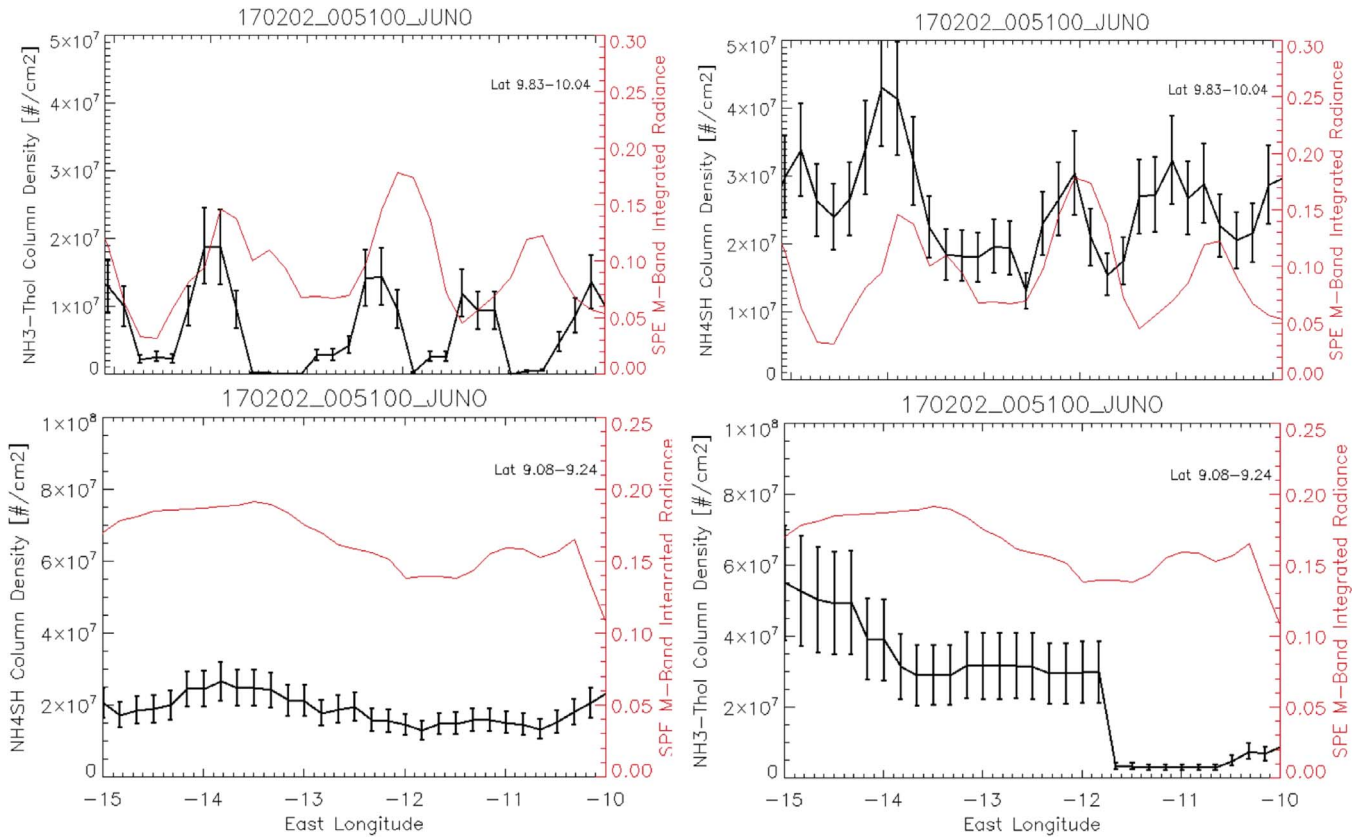 170202_005100_JUNO
NH3-Thol Column Density [#/cm2]
5×10⁷
4×10⁷
3×10⁷
2×10⁷
1×10⁷
0
Lat 9.83-10.04
0.30
0.25
0.20
0.15
0.10
0.05
0.00
SPE M-Band Integrated Radiance
170202_005100_JUNO
NH4SH Column Density [#/cm2]
5×10⁷
4×10⁷
3×10⁷
2×10⁷
1×10⁷
0
Lat 9.83-10.04
0.30
0.25
0.20
0.15
0.10
0.05
0.00
SPE M-Band Integrated Radiance
170202_005100_JUNO
NH4SH Column Density [#/cm2]
1×10⁸
8×10⁷
6×10⁷
4×10⁷
2×10⁷
0
Lat 9.08-9.24
0.25
0.20
0.15
0.10
0.05
0.00
SPE M-Band Integrated Radiance
-15 -14 -13 -12 -11 -10
East Longitude
170202_005100_JUNO
NH3-Thol Column Density [#/cm2]
1×10⁸
8×10⁷
6×10⁷
4×10⁷
2×10⁷
0
Lat 9.08-9.24
0.25
0.20
0.15
0.10
0.05
0.00
SPE M-Band Integrated Radiance
-15 -14 -13 -12 -11 -10
East Longitude